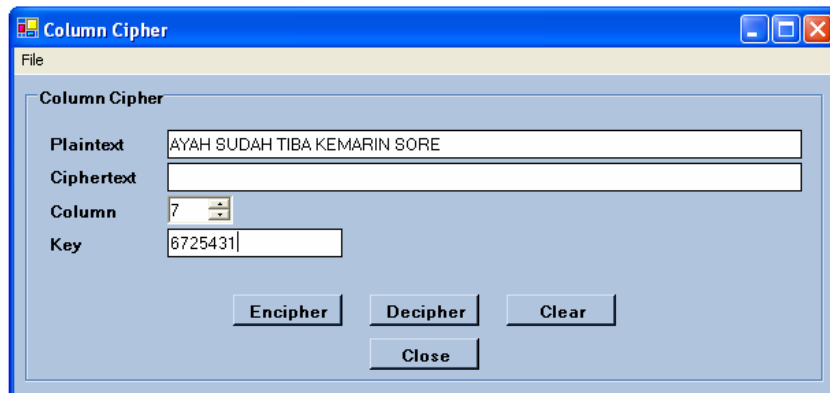 Column Cipher
File
Column Cipher
Plaintext AYAH SUDAH TIBA KEMARIN SORE
Ciphertext
Column 7
Key 6725431
Encipher Decipher Clear
Close